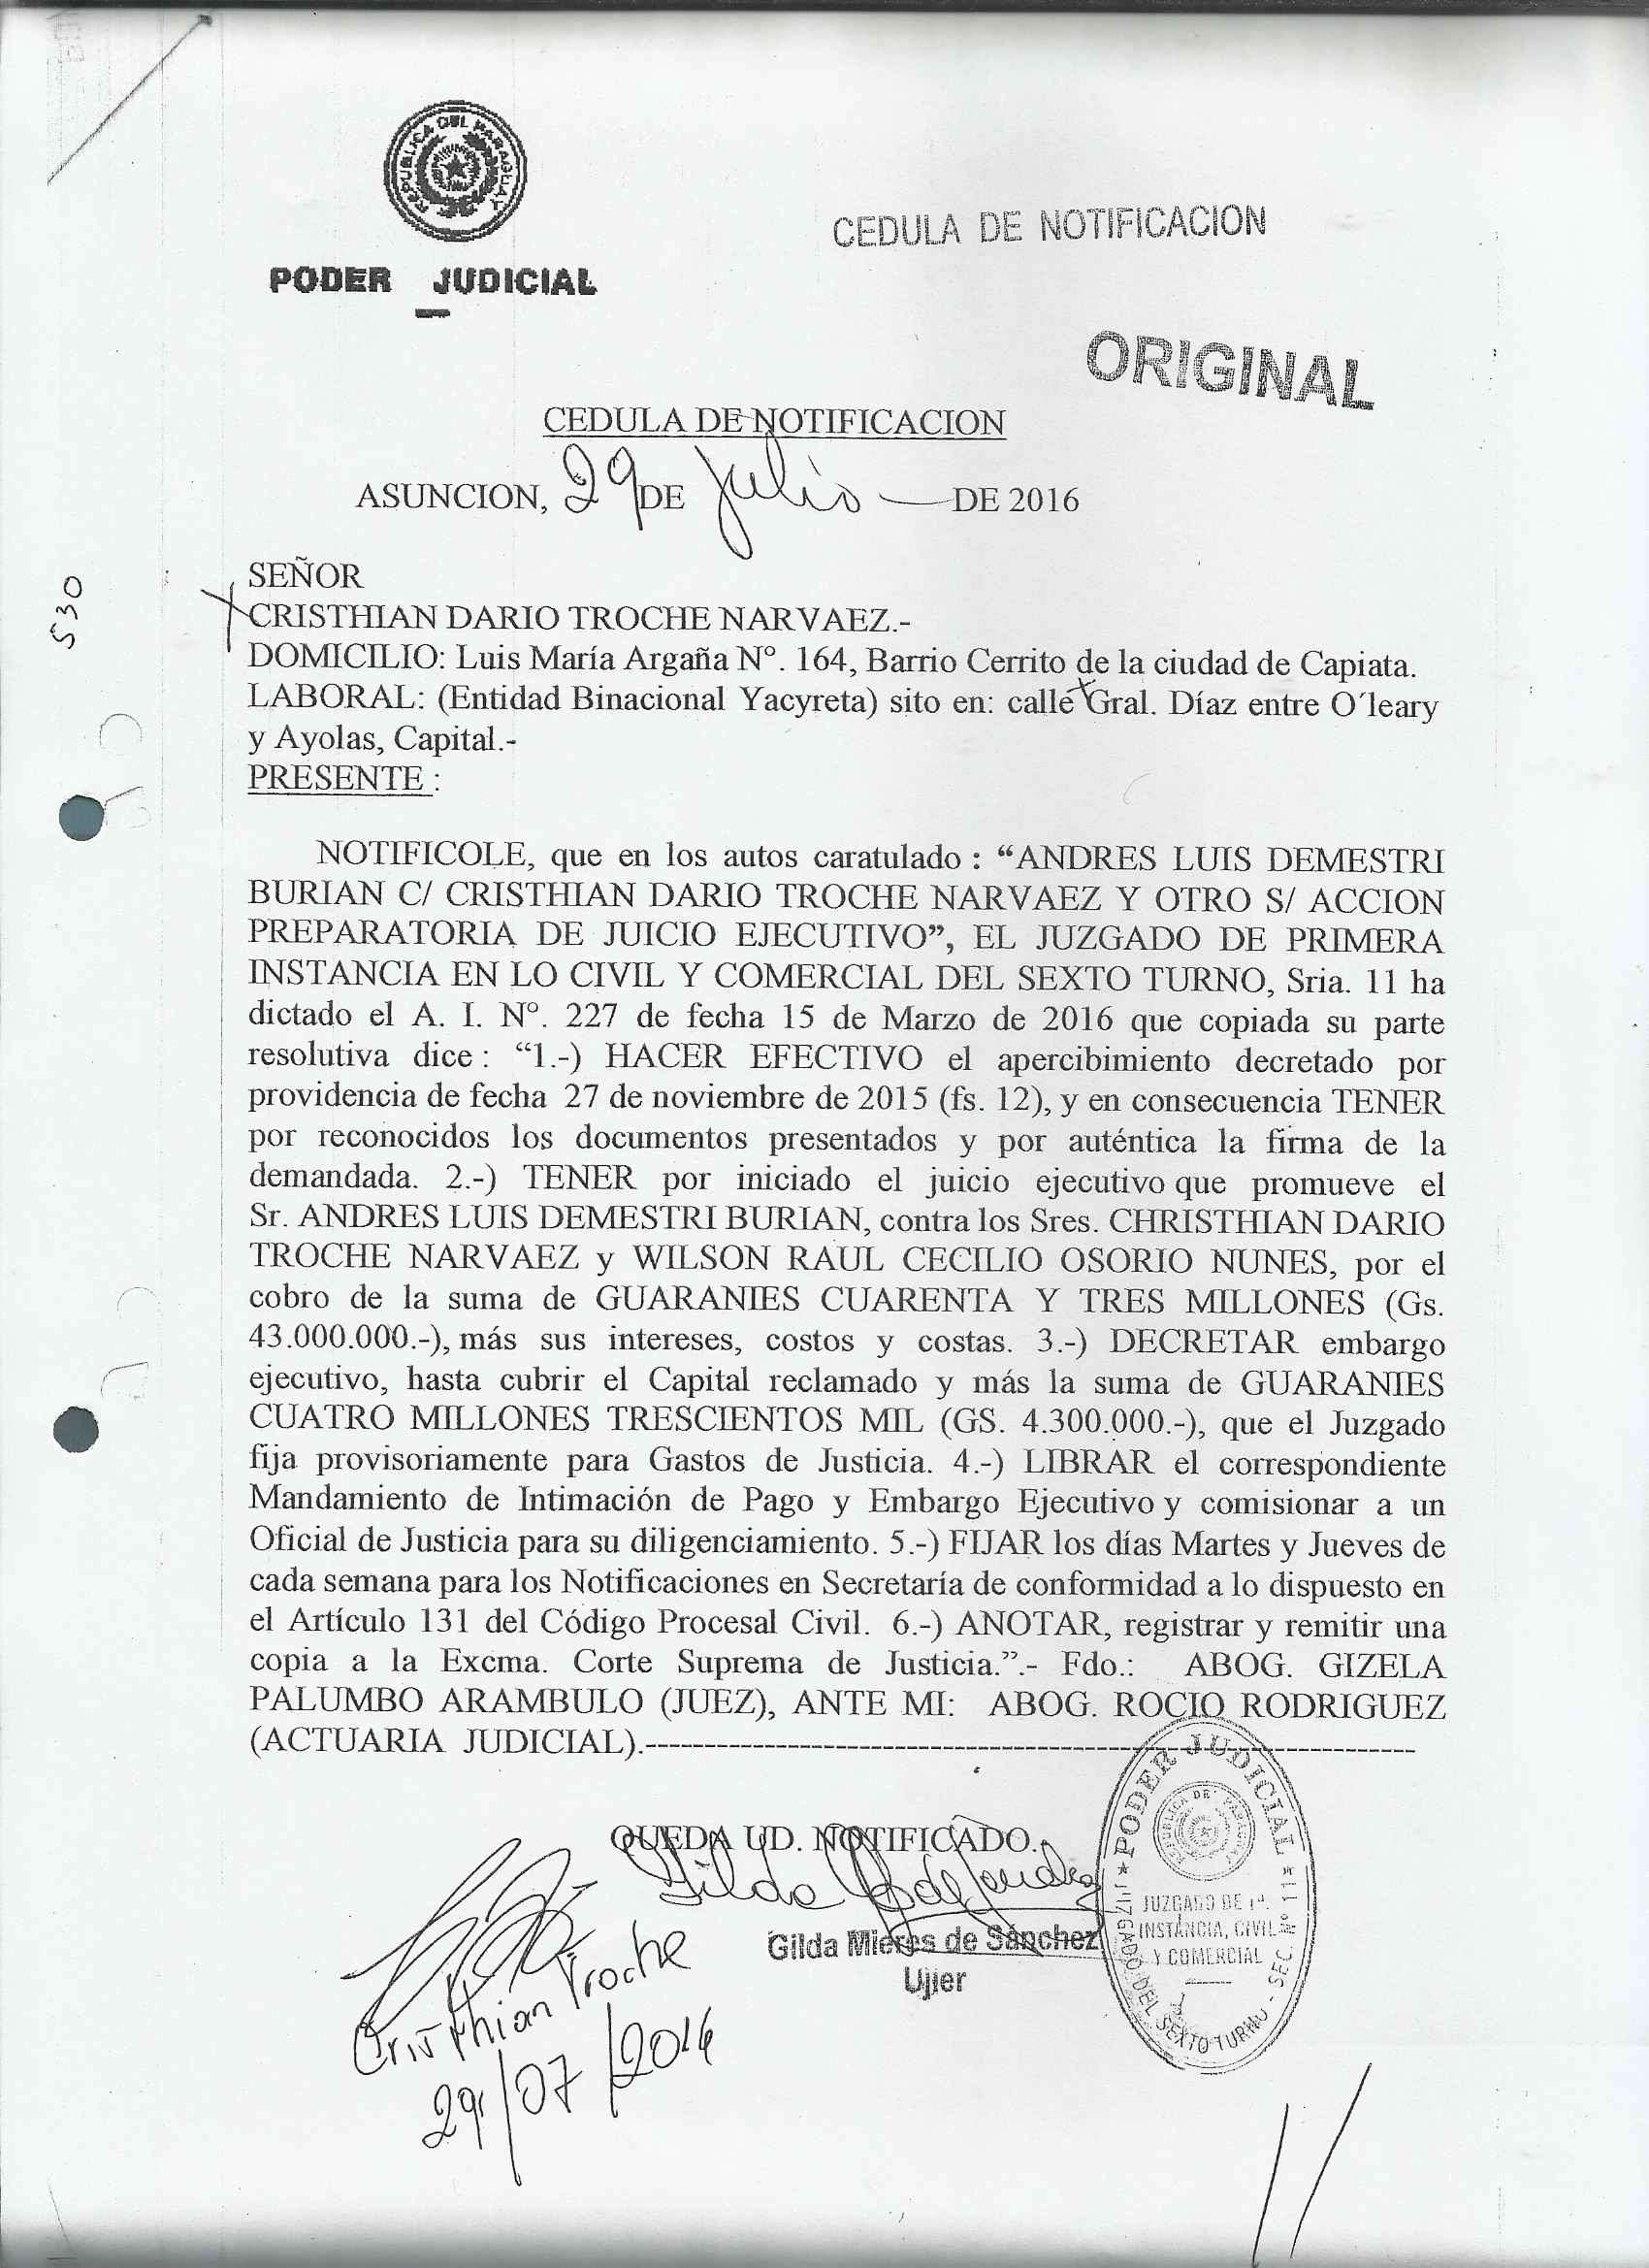 REPUBLICA DEL PARAGUAY
PODER JUDICIAL
CEDULA DE NOTIFICACION
ORIGINAL
CEDULA DE NOTIFICACION
ASUNCION, 29 DE Julio DE 2016
530
SEÑOR
CRISTHIAN DARIO TROCHE NARVAEZ.-
DOMICILIO: Luis María Argaña Nº. 164, Barrio Cerrito de la ciudad de Capiata.
LABORAL: (Entidad Binacional Yacyreta) sito en: calle Gral. Díaz entre O´leary
y Ayolas, Capital.-
PRESENTE :
NOTIFICOLE, que en los autos caratulado : “ANDRES LUIS DEMESTRI
BURIAN C/ CRISTHIAN DARIO TROCHE NARVAEZ Y OTRO S/ ACCION
PREPARATORIA DE JUICIO EJECUTIVO”, EL JUZGADO DE PRIMERA
INSTANCIA EN LO CIVIL Y COMERCIAL DEL SEXTO TURNO, Sria. 11 ha
dictado el A. I. Nº. 227 de fecha 15 de Marzo de 2016 que copiada su parte
resolutiva dice : “1.-) HACER EFECTIVO el apercibimiento decretado por
providencia de fecha 27 de noviembre de 2015 (fs. 12), y en consecuencia TENER
por reconocidos los documentos presentados y por auténtica la firma de la
demandada. 2.-) TENER por iniciado el juicio ejecutivo que promueve el
Sr. ANDRES LUIS DEMESTRI BURIAN, contra los Sres. CHRISTHIAN DARIO
TROCHE NARVAEZ y WILSON RAUL CECILIO OSORIO NUNES, por el
cobro de la suma de GUARANIES CUARENTA Y TRES MILLONES (Gs.
43.000.000.-), más sus intereses, costos y costas. 3.-) DECRETAR embargo
ejecutivo, hasta cubrir el Capital reclamado y más la suma de GUARANIES
CUATRO MILLONES TRESCIENTOS MIL (GS. 4.300.000.-), que el Juzgado
fija provisoriamente para Gastos de Justicia. 4.-) LIBRAR el correspondiente
Mandamiento de Intimación de Pago y Embargo Ejecutivo y comisionar a un
Oficial de Justicia para su diligenciamiento. 5.-) FIJAR los días Martes y Jueves de
cada semana para los Notificaciones en Secretaría de conformidad a lo dispuesto en
el Artículo 131 del Código Procesal Civil. 6.-) ANOTAR, registrar y remitir una
copia a la Excma. Corte Suprema de Justicia.”.- Fdo.: ABOG. GIZELA
PALUMBO ARAMBULO (JUEZ), ANTE MI: ABOG. ROCIO RODRIGUEZ
(ACTUARIA JUDICIAL).-----------------------------------------------------------------
QUEDA UD. NOTIFICADO.
Gilda Mieres de Sánchez
Ujier
Cristhian Troche
29/07/2016
PODER JUDICIAL
REPUBLICA DEL PARAGUAY
JUZGADO DE 1ª.
INSTANCIA, CIVIL
Y COMERCIAL
JUZGADO DEL SEXTO TURNO - SEC. Nº 11